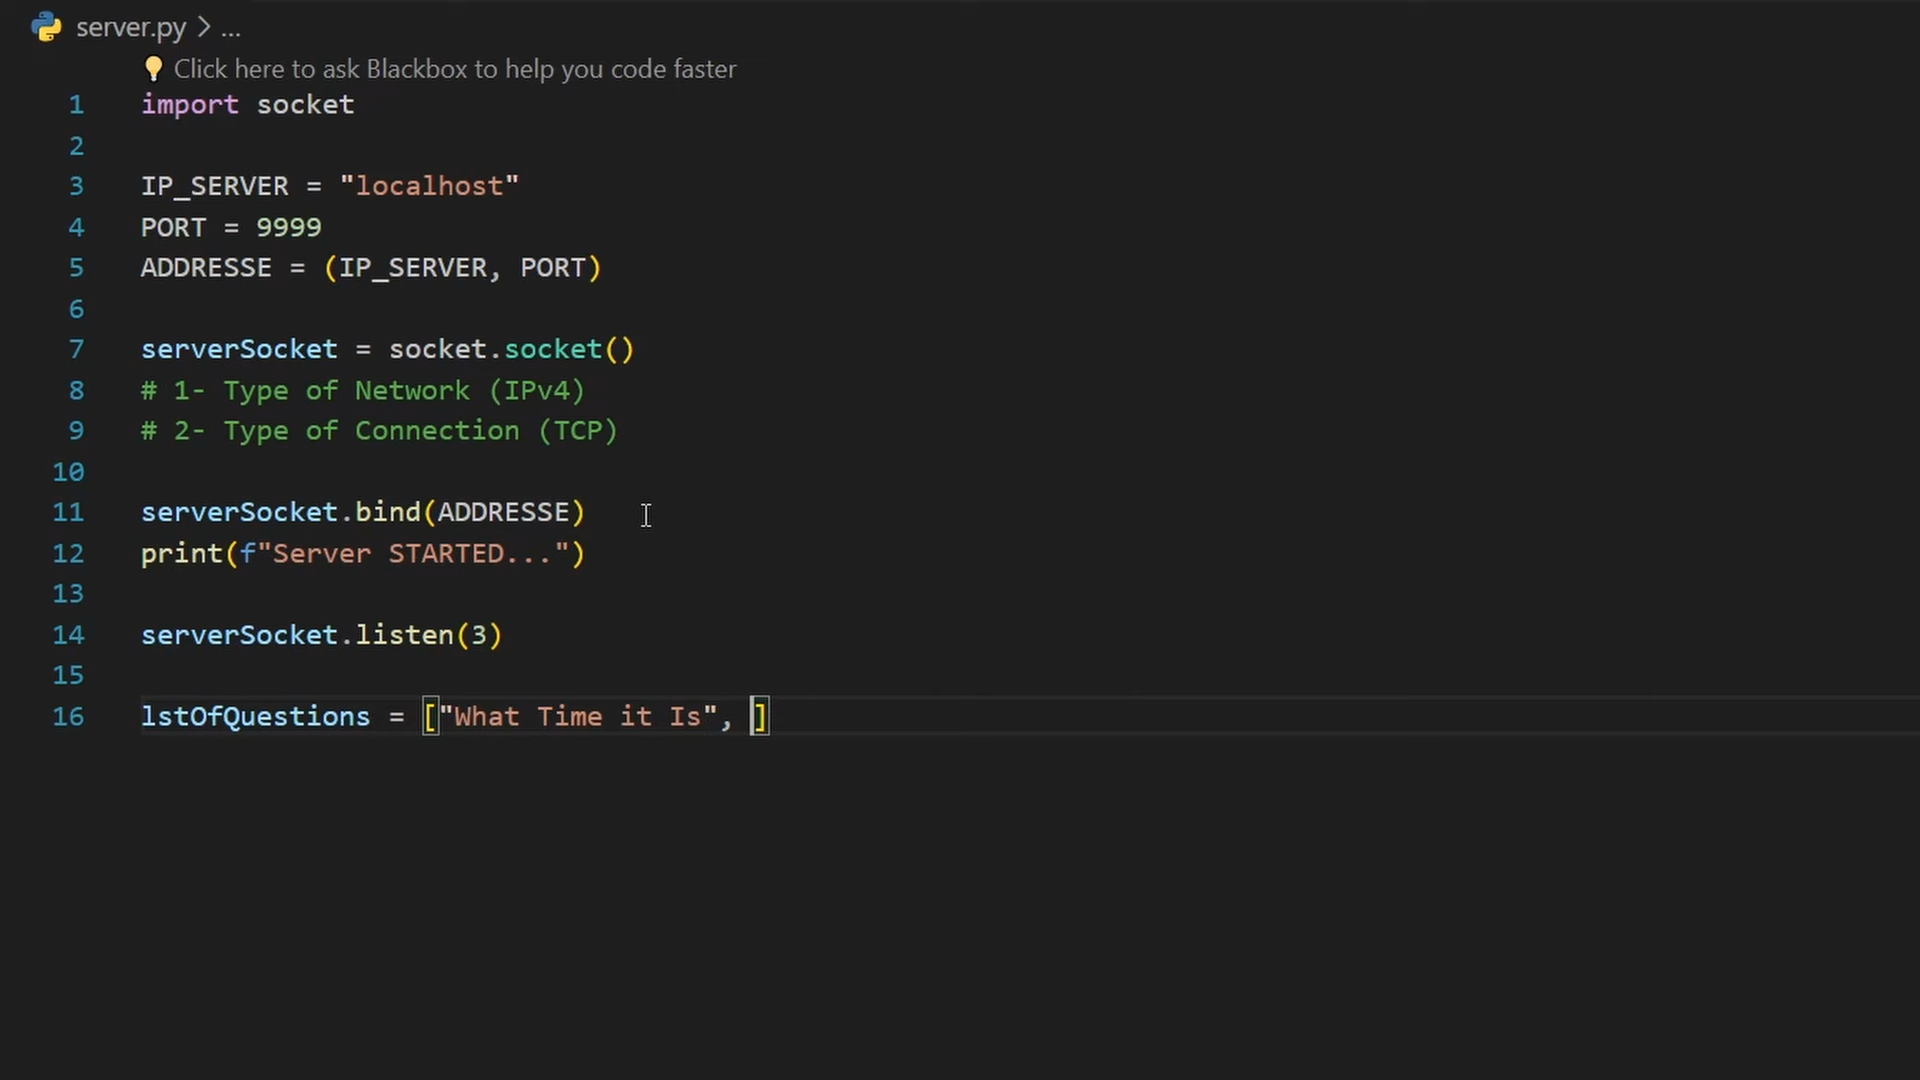 server.py > ...
Click here to ask Blackbox to help you code faster
1 import socket
2
3 IP_SERVER = "localhost"
4 PORT = 9999
5 ADDRESSE = (IP_SERVER, PORT)
6
7 serverSocket = socket.socket()
8 # 1- Type of Network (IPv4)
9 # 2- Type of Connection (TCP)
10
11 serverSocket.bind(ADDRESSE)
12 print(f"Server STARTED...")
13
14 serverSocket.listen(3)
15
16 lstOfQuestions = ["What Time it Is", ]